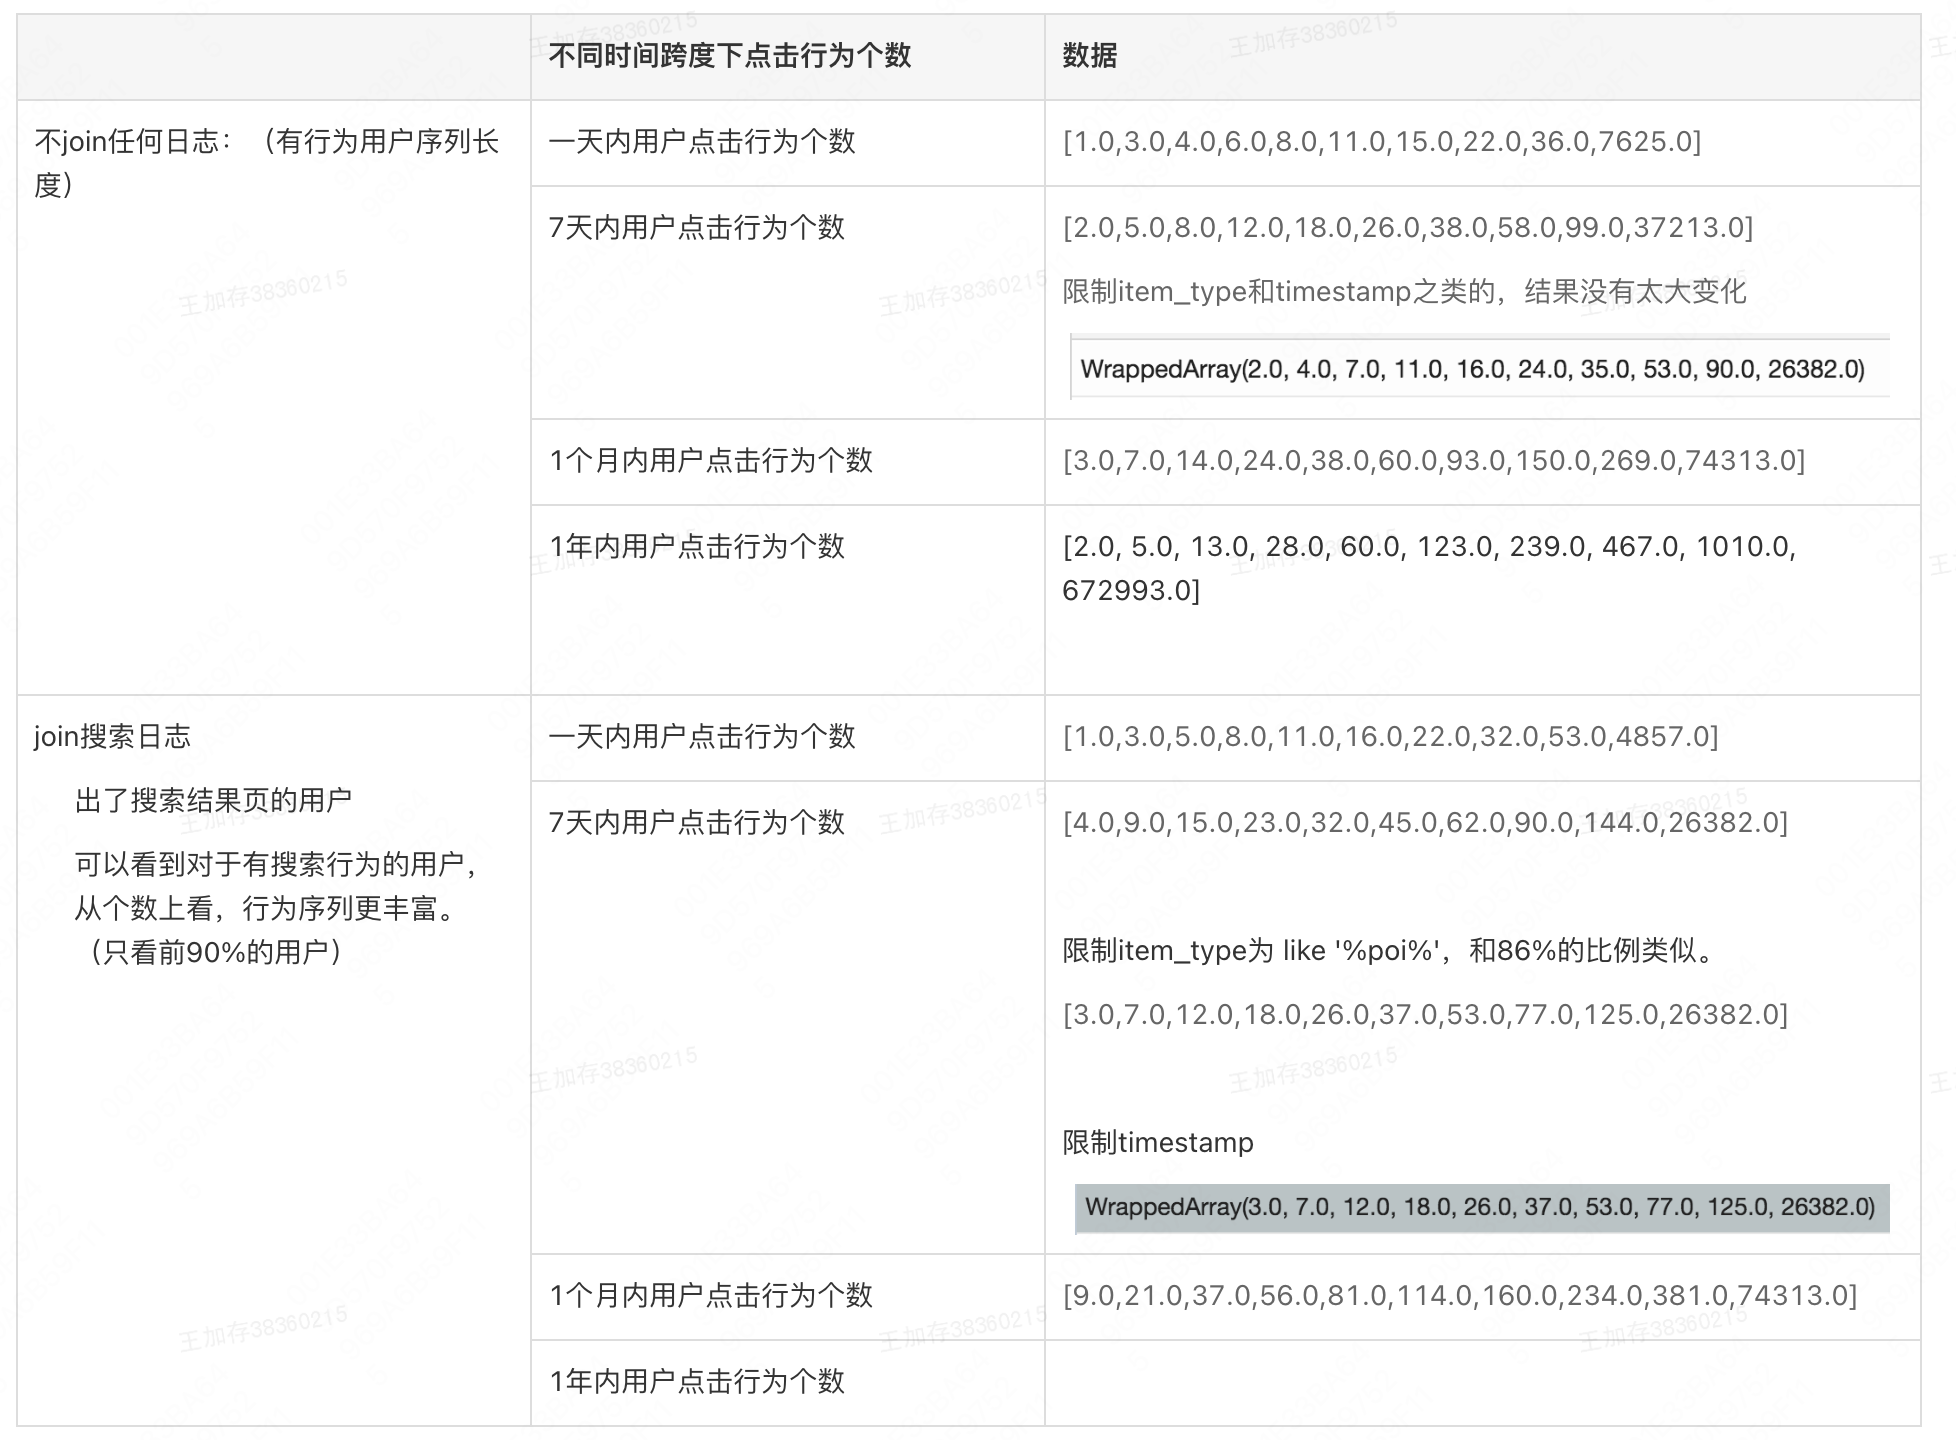 不同时间跨度下点击行为个数
数据
不join任何日志：（有行为用户序列长
度）
一天内用户点击行为个数
[1.0,3.0,4.0,6.0,8.0,11.0,15.0,22.0,36.0,7625.0]
7天内用户点击行为个数
[2.0,5.0,8.0,12.0,18.0,26.0,38.0,58.0,99.0,37213.0]
限制item_type和timestamp之类的，结果没有太大变化
WrappedArray(2.0, 4.0, 7.0, 11.0, 16.0, 24.0, 35.0, 53.0, 90.0, 26382.0)
1个月内用户点击行为个数
[3.0,7.0,14.0,24.0,38.0,60.0,93.0,150.0,269.0,74313.0]
1年内用户点击行为个数
[2.0, 5.0, 13.0, 28.0, 60.0, 123.0, 239.0, 467.0, 1010.0,
672993.0]
join搜索日志
出了搜索结果页的用户
可以看到对于有搜索行为的用户，
从个数上看，行为序列更丰富。
（只看前90%的用户）
一天内用户点击行为个数
[1.0,3.0,5.0,8.0,11.0,16.0,22.0,32.0,53.0,4857.0]
7天内用户点击行为个数
[4.0,9.0,15.0,23.0,32.0,45.0,62.0,90.0,144.0,26382.0]
限制item_type为 like '%poi%'，和86%的比例类似。
[3.0,7.0,12.0,18.0,26.0,37.0,53.0,77.0,125.0,26382.0]
限制timestamp
WrappedArray(3.0, 7.0, 12.0, 18.0, 26.0, 37.0, 53.0, 77.0, 125.0, 26382.0)
1个月内用户点击行为个数
[9.0,21.0,37.0,56.0,81.0,114.0,160.0,234.0,381.0,74313.0]
1年内用户点击行为个数
王加存38360215